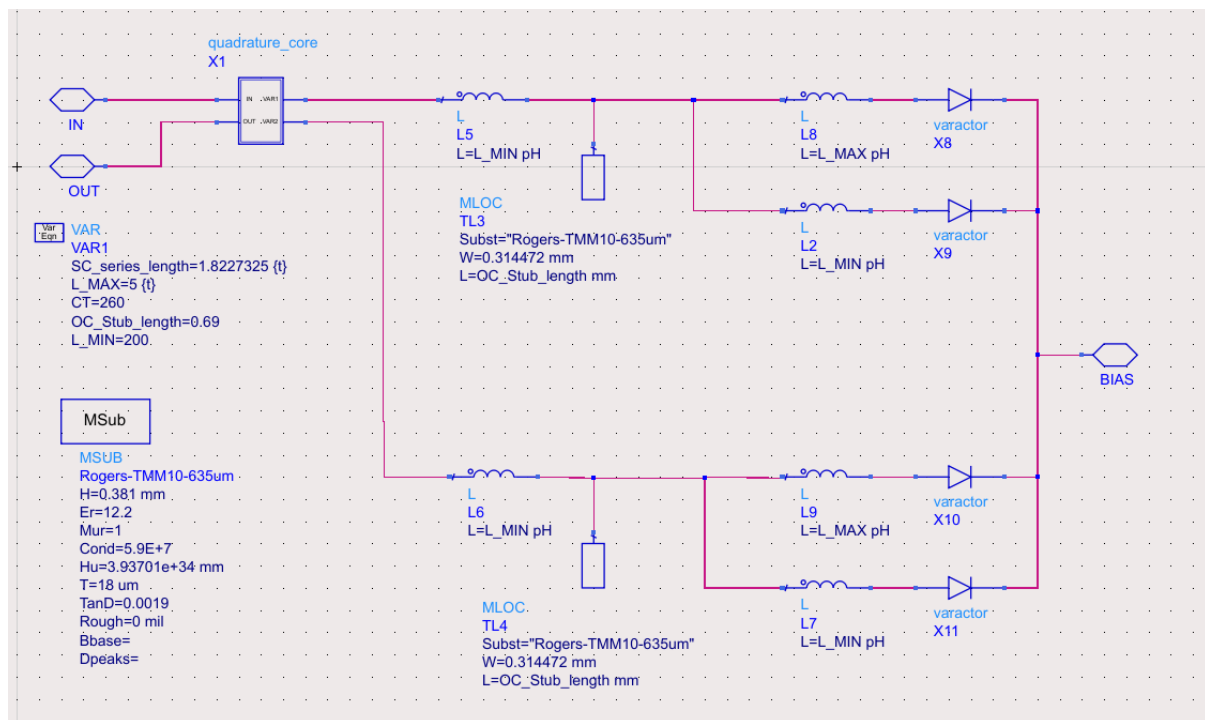 quadrature_core
X1
IN
OUT
IN
VAR1
OUT
VAR2
L
L5
L=L_MIN pH
L
L8
L=L_MAX pH
varactor
X8
L
L2
L=L_MIN pH
varactor
X9
MLOC
TL3
Subst="Rogers-TMM10-635um"
W=0.314472 mm
L=OC_Stub_length mm
Var
Eqn
VAR
VAR1
SC_series_length=1.8227325 {t}
L_MAX=5 {t}
CT=260
OC_Stub_length=0.69
L_MIN=200
BIAS
MSub
MSUB
Rogers-TMM10-635um
H=0.381 mm
Er=12.2
Mur=1
Cond=5.9E+7
Hu=3.93701e+34 mm
T=18 um
TanD=0.0019
Rough=0 mil
Bbase=
Dpeaks=
L
L6
L=L_MIN pH
L
L9
L=L_MAX pH
varactor
X10
L
L7
L=L_MIN pH
varactor
X11
MLOC
TL4
Subst="Rogers-TMM10-635um"
W=0.314472 mm
L=OC_Stub_length mm